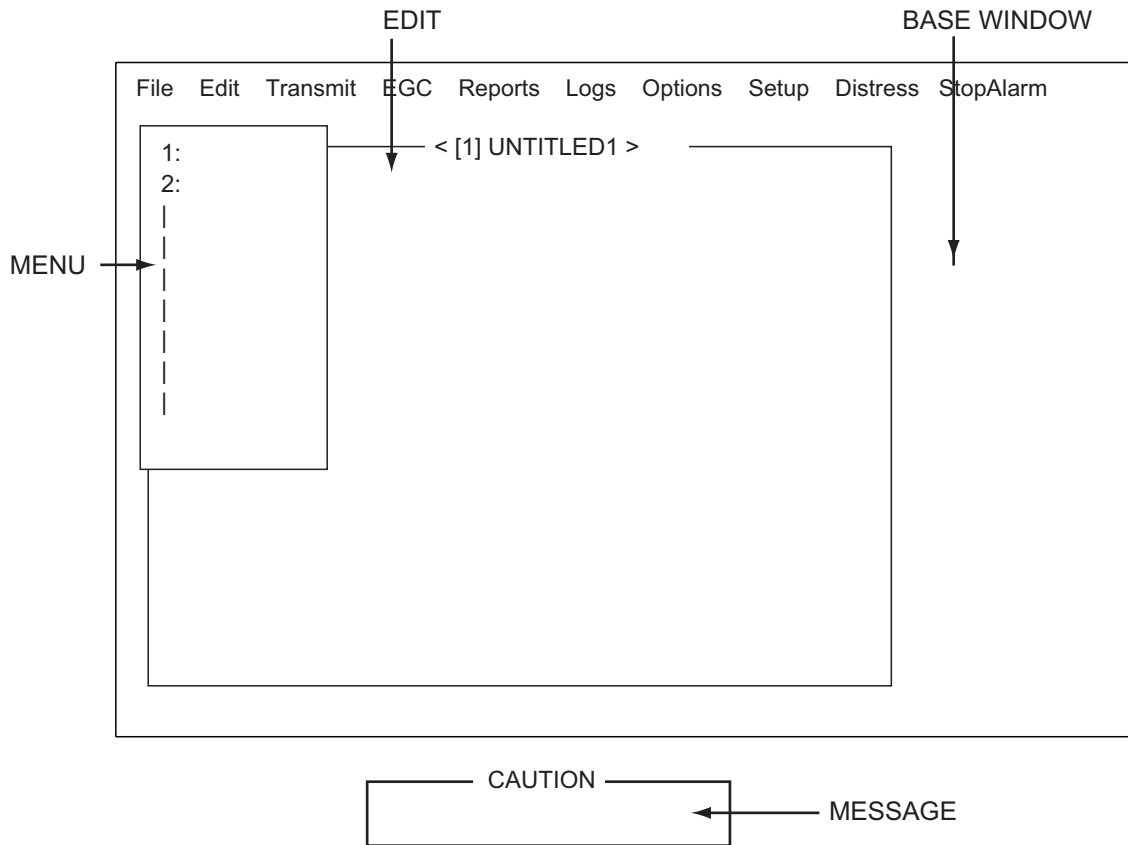 EDIT BASE WINDOW
File Edit Transmit EGC Reports Logs Options Setup Distress StopAlarm
< [1] UNTITLED1 >
1:
2:
MENU
CAUTION
MESSAGE